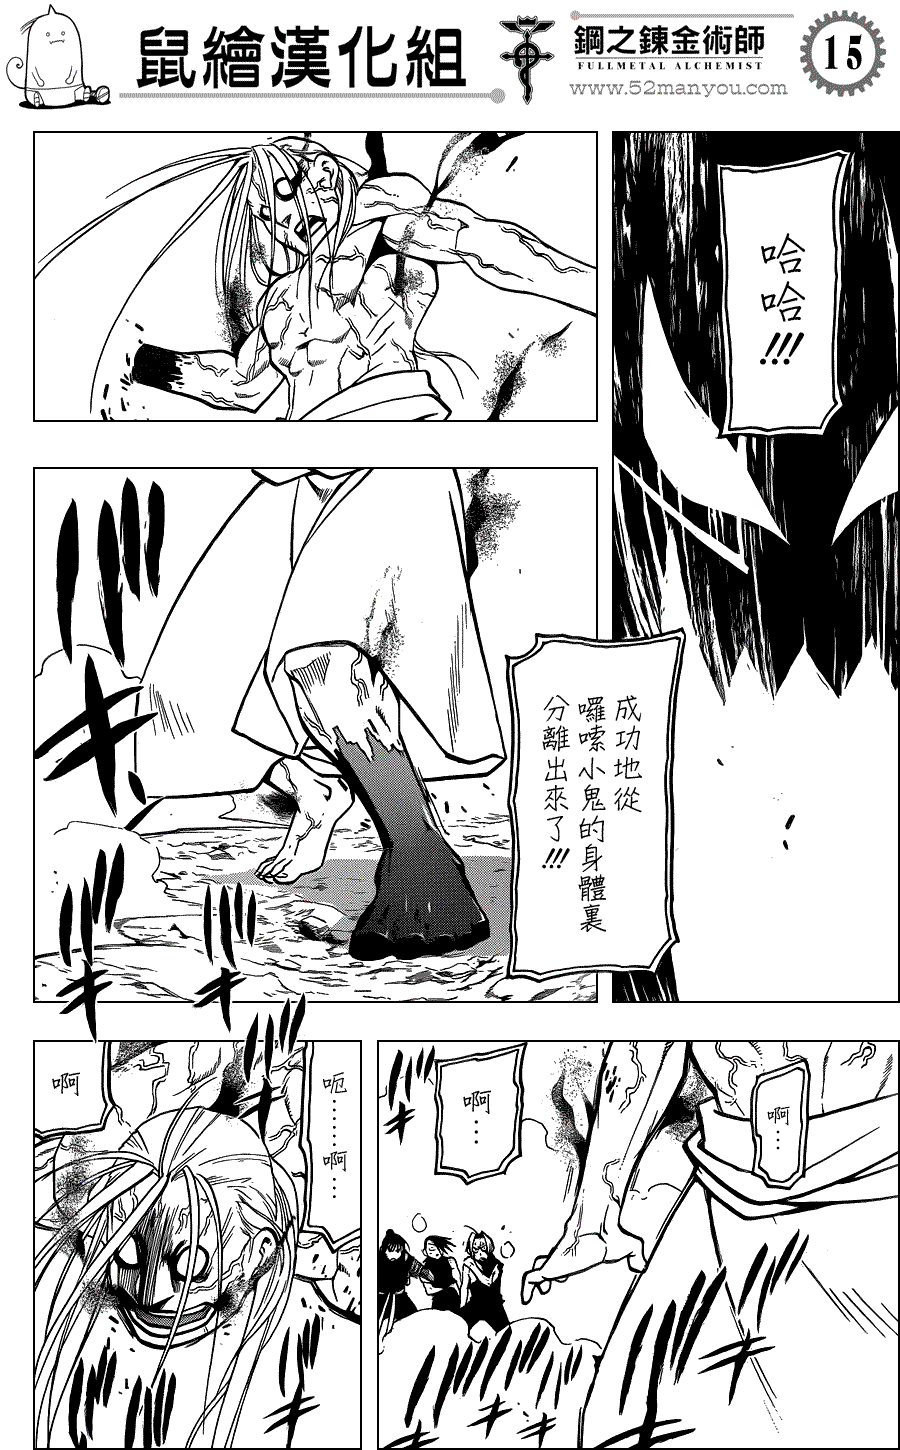 鼠繪漢化組
鋼之鍊金術師
FULLMETAL ALCHEMIST
www.52manyou.com
15
哈
哈
!!!
成功地從
囉嗦小鬼的身體裏
分離出來了!!!
啊…
啊…
呃……啊…
啊